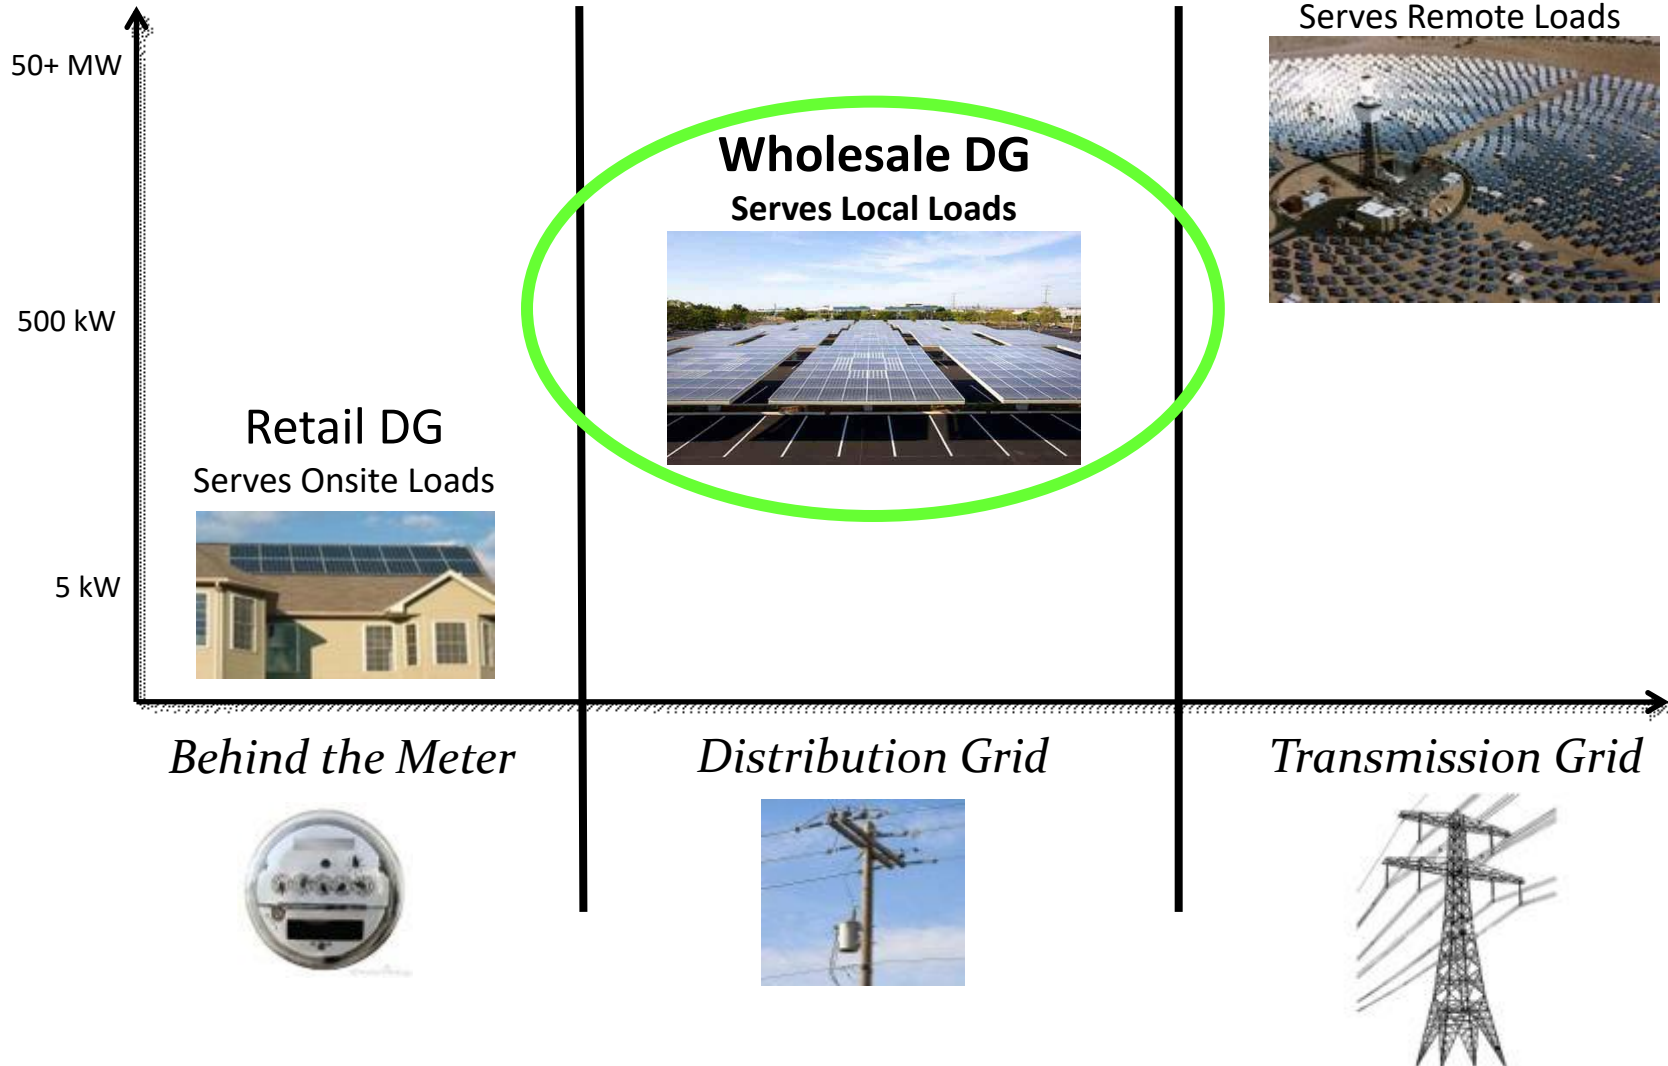 Serves Remote Loads
50+ MW
Wholesale DG
Serves Local Loads
500 kW
Retail DG
Serves Onsite Loads
5 kW
Behind the Meter
Distribution Grid
Transmission Grid